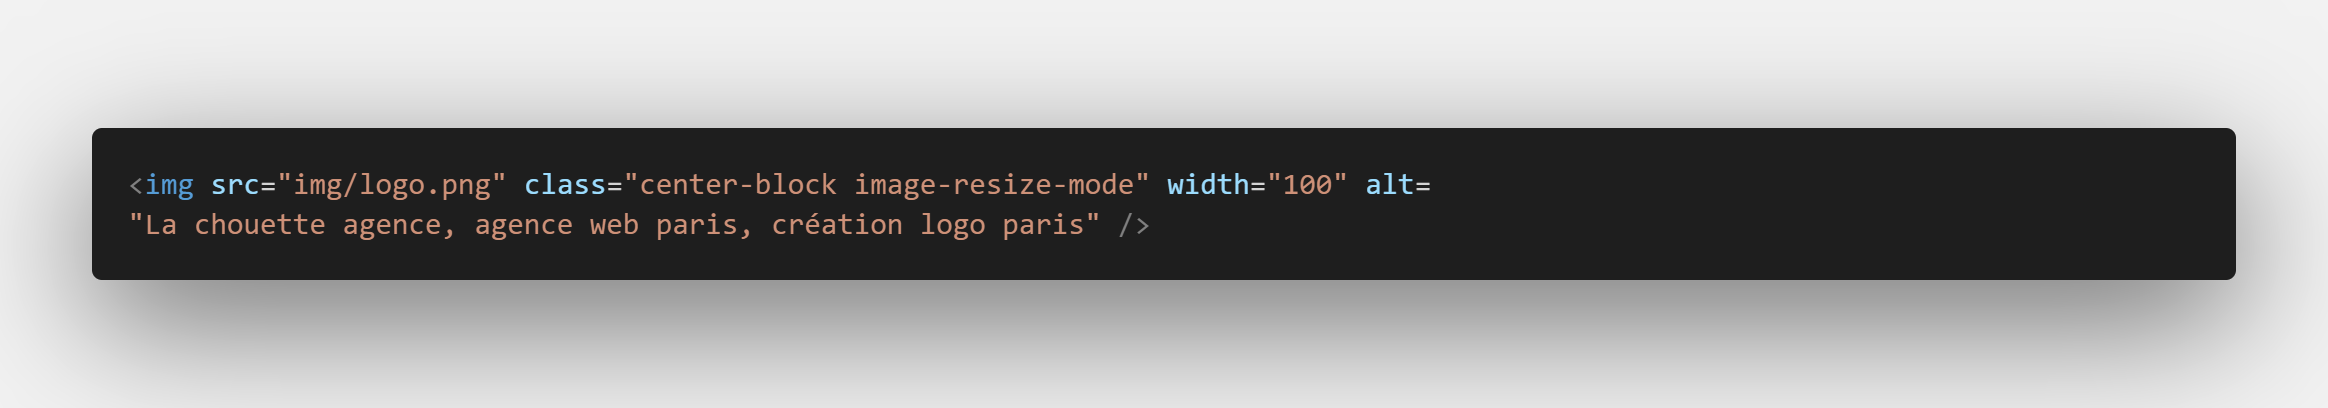 <img src="img/logo.png" class="center-block image-resize-mode" width="100" alt=
"La chouette agence, agence web paris, création logo paris" />